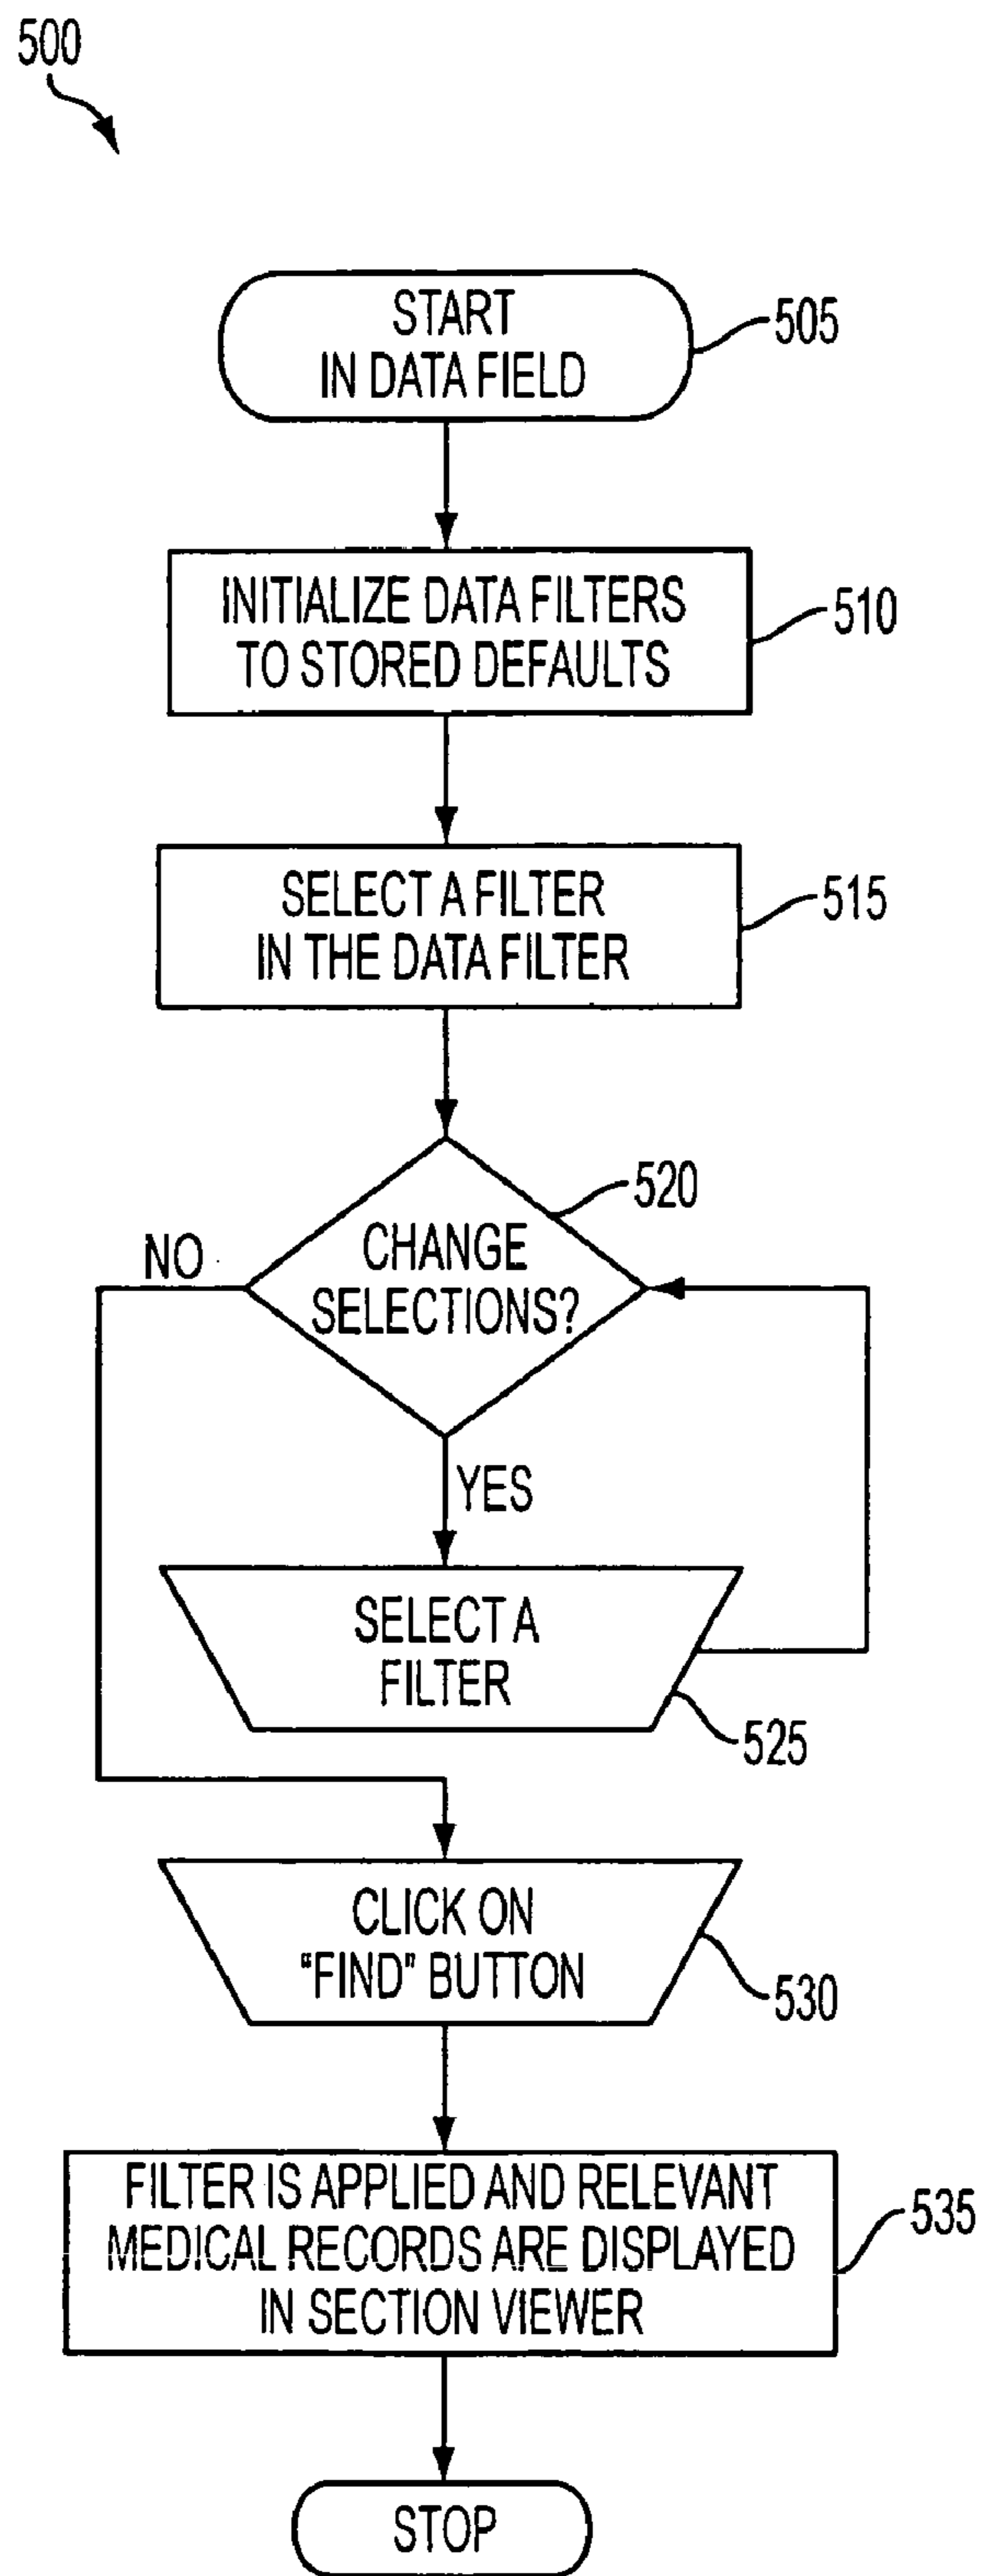 500
START
IN DATA FIELD
505
INITIALIZE DATA FILTERS
TO STORED DEFAULTS
510
SELECT A FILTER
IN THE DATA FILTER
515
520
CHANGE
SELECTIONS?
NO
YES
SELECT A
FILTER
525
CLICK ON
"FIND" BUTTON
530
FILTER IS APPLIED AND RELEVANT
MEDICAL RECORDS ARE DISPLAYED
IN SECTION VIEWER
535
STOP